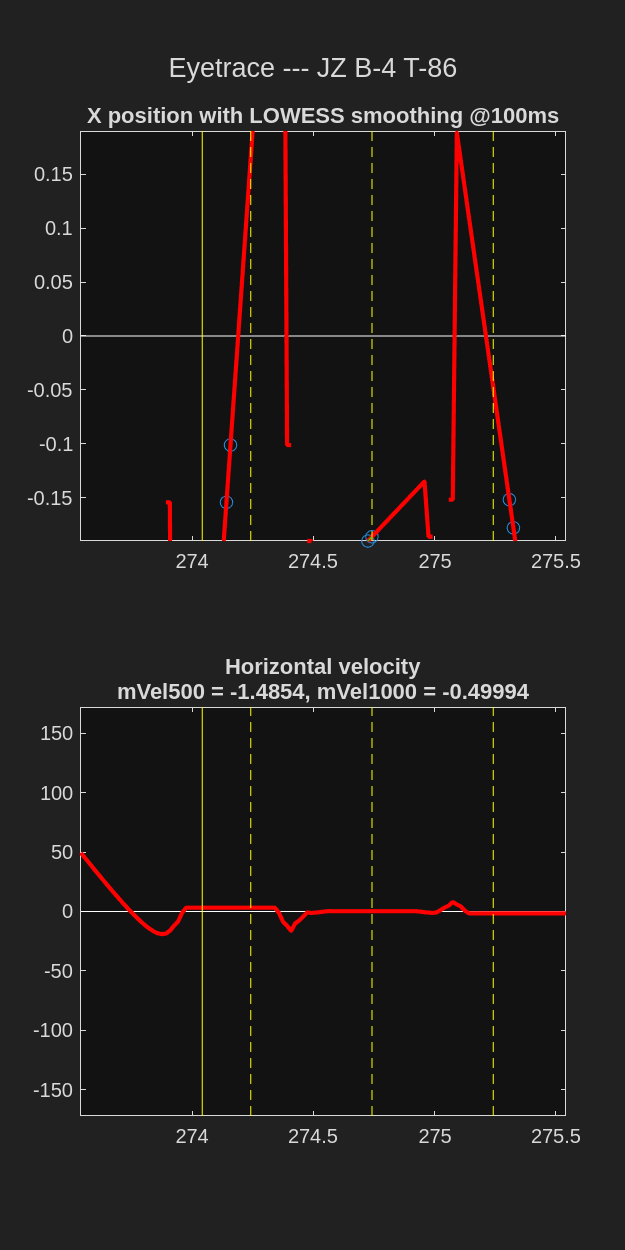 Eyetrace --- JZ B-4 T-86
X position with LOWESS smoothing @100ms
0.15
0.1
0.05
0
-0.05
-0.1
-0.15
274 274.5 275 275.5
Horizontal velocity
mVel500 = -1.4854, mVel1000 = -0.49994
150
100
50
0
-50
-100
-150
274 274.5 275 275.5